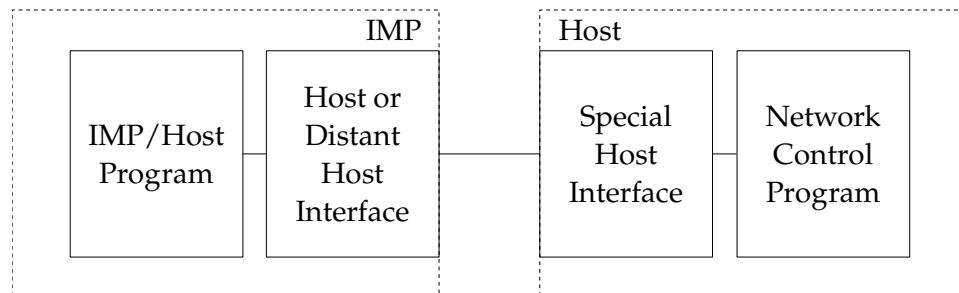 IMP
Host
IMP/Host
Program
Host or
Distant
Host
Interface
Special
Host
Interface
Network
Control
Program